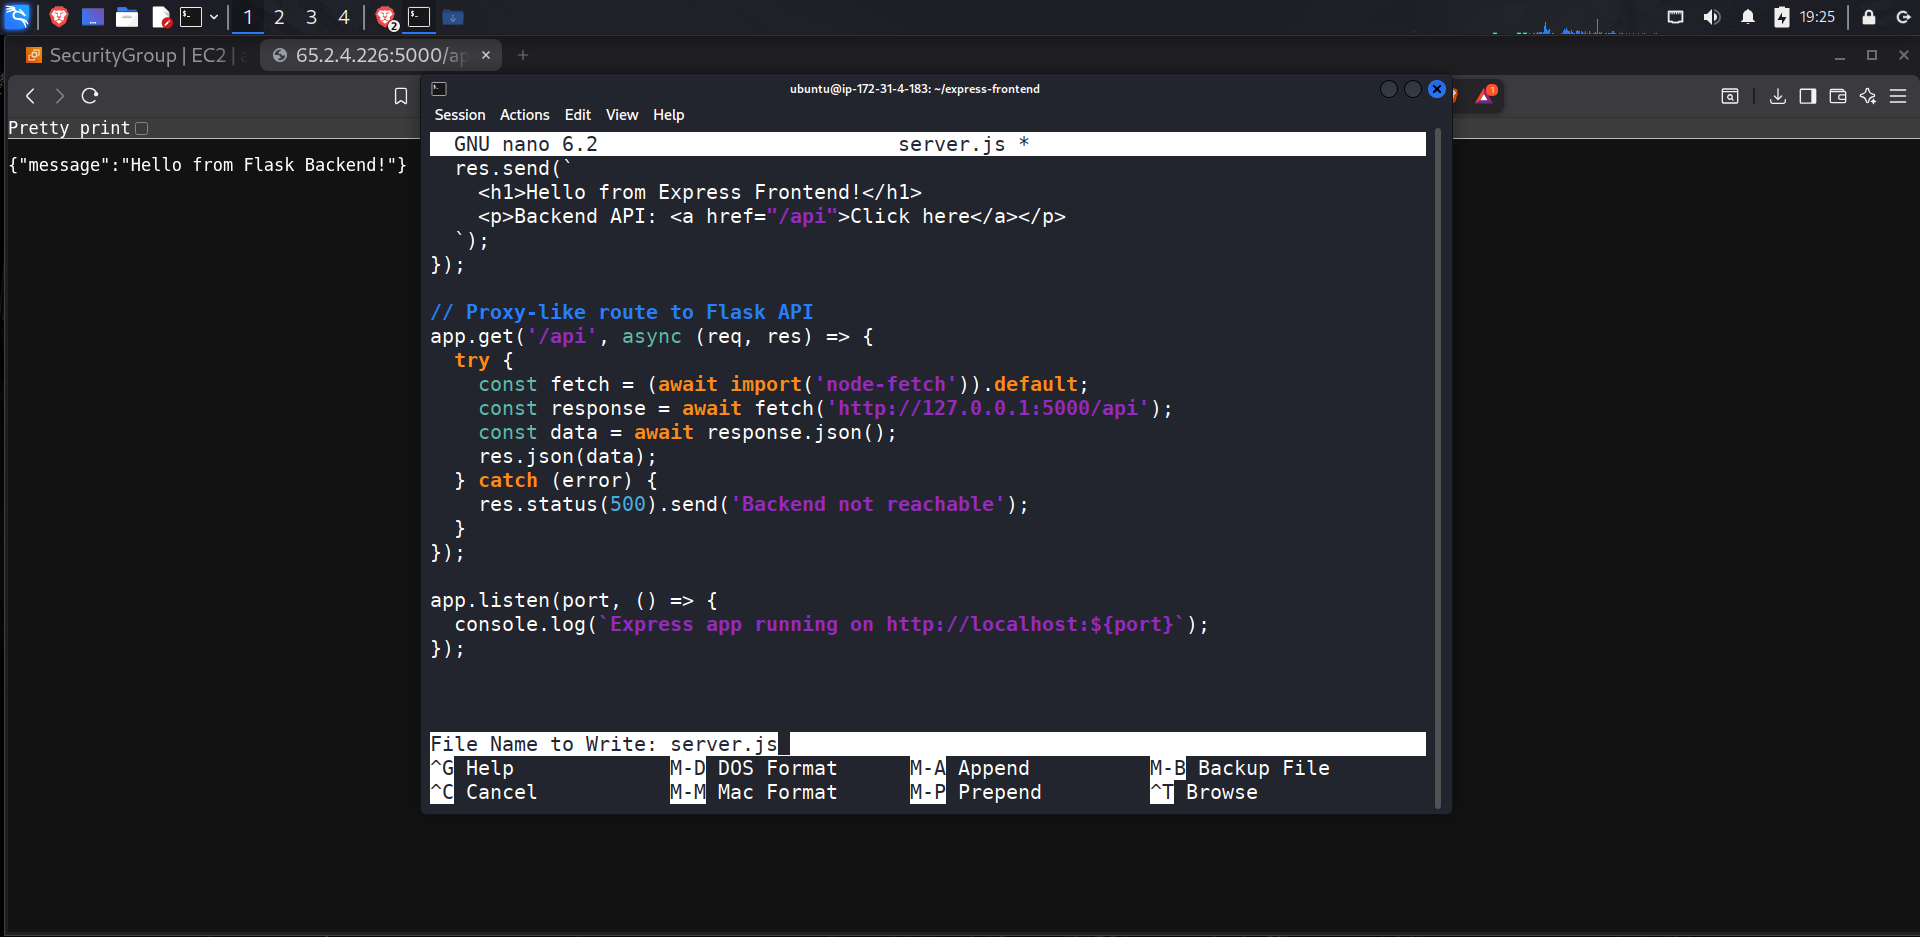 1 2 3 4
2
19:25
SecurityGroup | EC2 |
65.2.4.226:5000/ap
1
Pretty print
{"message":"Hello from Flask Backend!"}
ubuntu@ip-172-31-4-183: ~/express-frontend
Session Actions Edit View Help
GNU nano 6.2 server.js *
res.send(`
<h1>Hello from Express Frontend!</h1>
<p>Backend API: <a href="/api">Click here</a></p>
`);
});
// Proxy-like route to Flask API
app.get('/api', async (req, res) => {
try {
const fetch = (await import('node-fetch')).default;
const response = await fetch('http://127.0.0.1:5000/api');
const data = await response.json();
res.json(data);
} catch (error) {
res.status(500).send('Backend not reachable');
}
});
app.listen(port, () => {
console.log(`Express app running on http://localhost:${port}`);
});
File Name to Write: server.js
^G Help M-D DOS Format M-A Append M-B Backup File
^C Cancel M-M Mac Format M-P Prepend ^T Browse